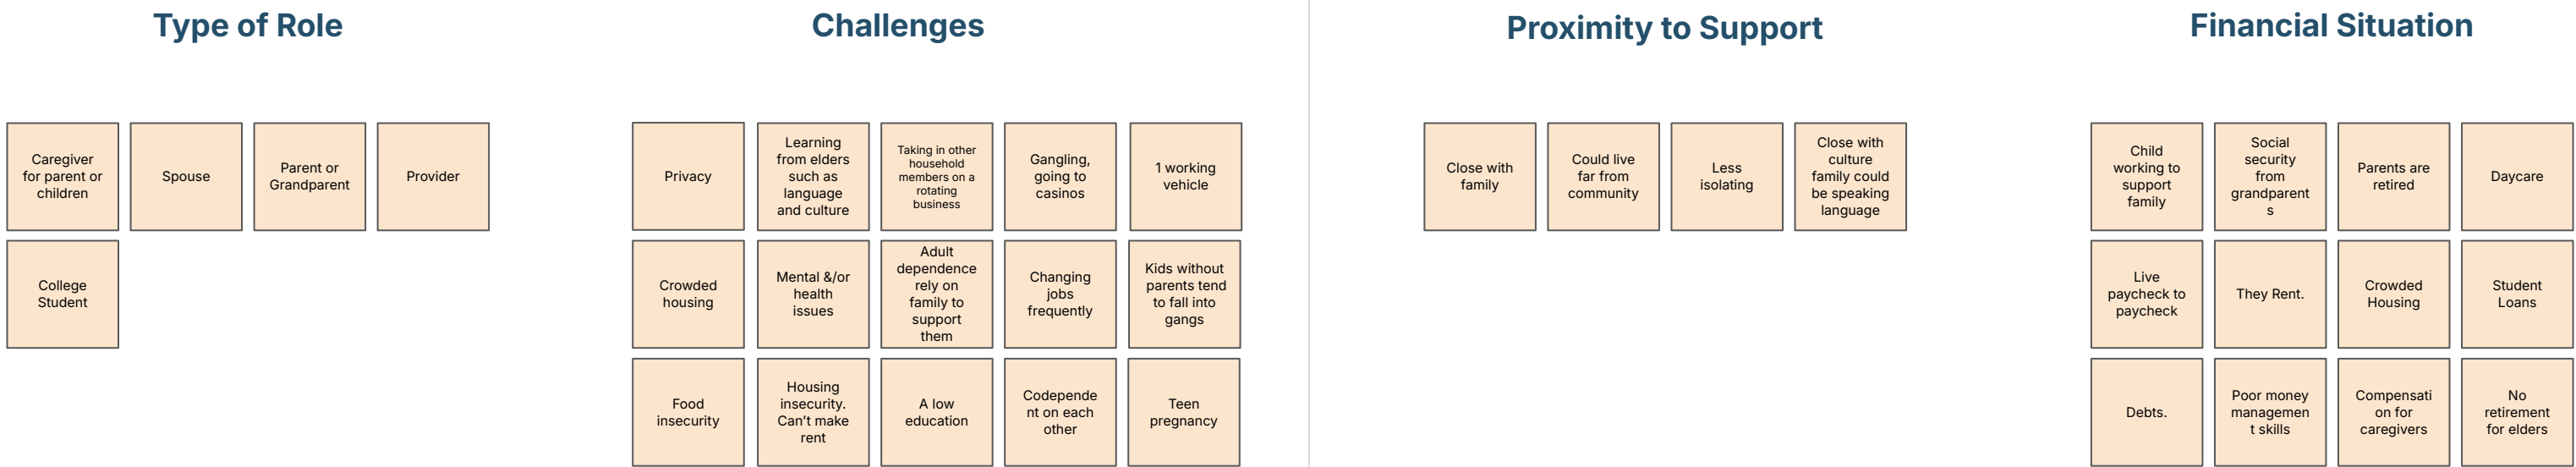 Type of Role
Caregiver
for parent or
children
Spouse
Parent or
Grandparent
Provider
College
Student
Challenges
Privacy
Learning
from elders
such as
language
and culture
Taking in other
household
members on a
rotating
business
Gangling,
going to
casinos
1 working
vehicle
Crowded
housing
Mental &/or
health
issues
Adult
dependence
rely on
family to
support
them
Changing
jobs
frequently
Kids without
parents tend
to fall into
gangs
Food
insecurity
Housing
insecurity.
Can't make
rent
A low
education
Codepende
nt on each
other
Teen
pregnancy
Proximity to Support
Close with
family
Could live
far from
community
Less
isolating
Close with
culture
family could
be speaking
language
Financial Situation
Child
working to
support
family
Social
security
from
grandparent
s
Parents are
retired
Daycare
Live
paycheck to
paycheck
They Rent.
Crowded
Housing
Student
Loans
Debts.
Poor money
managemen
t skills
Compensati
on for
caregivers
No
retirement
for elders